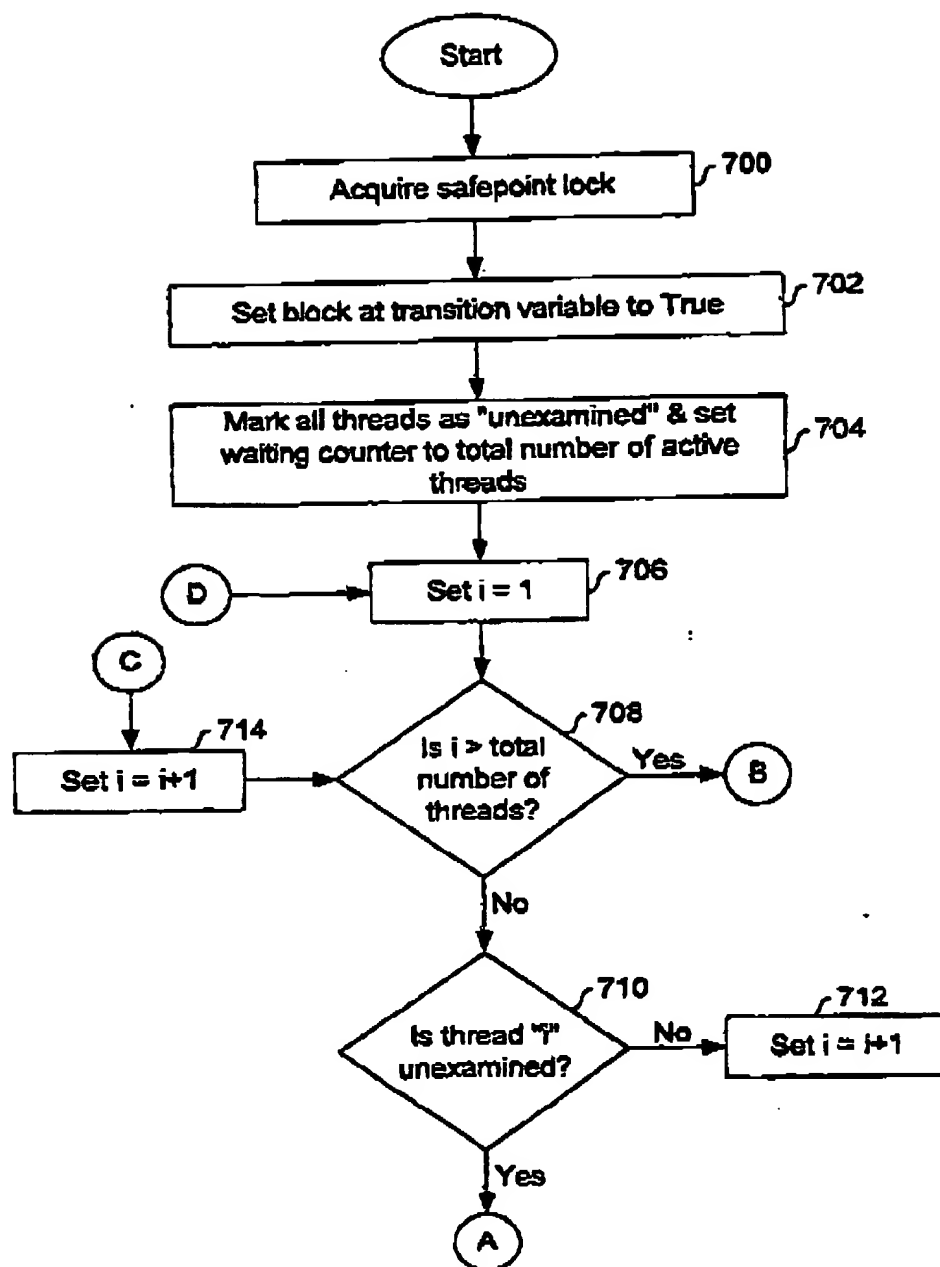 Start
700
Acquire safepoint lock
702
Set block at transition variable to True
704
Mark all threads as "unexamined" & set
waiting counter to total number of active
threads
706
D
Set i = 1
C
714
708
Set i = i+1
Is i > total
number of
threads?
Yes
B
No
710
712
Is thread "i"
unexamined?
No
Set i = i+1
Yes
A